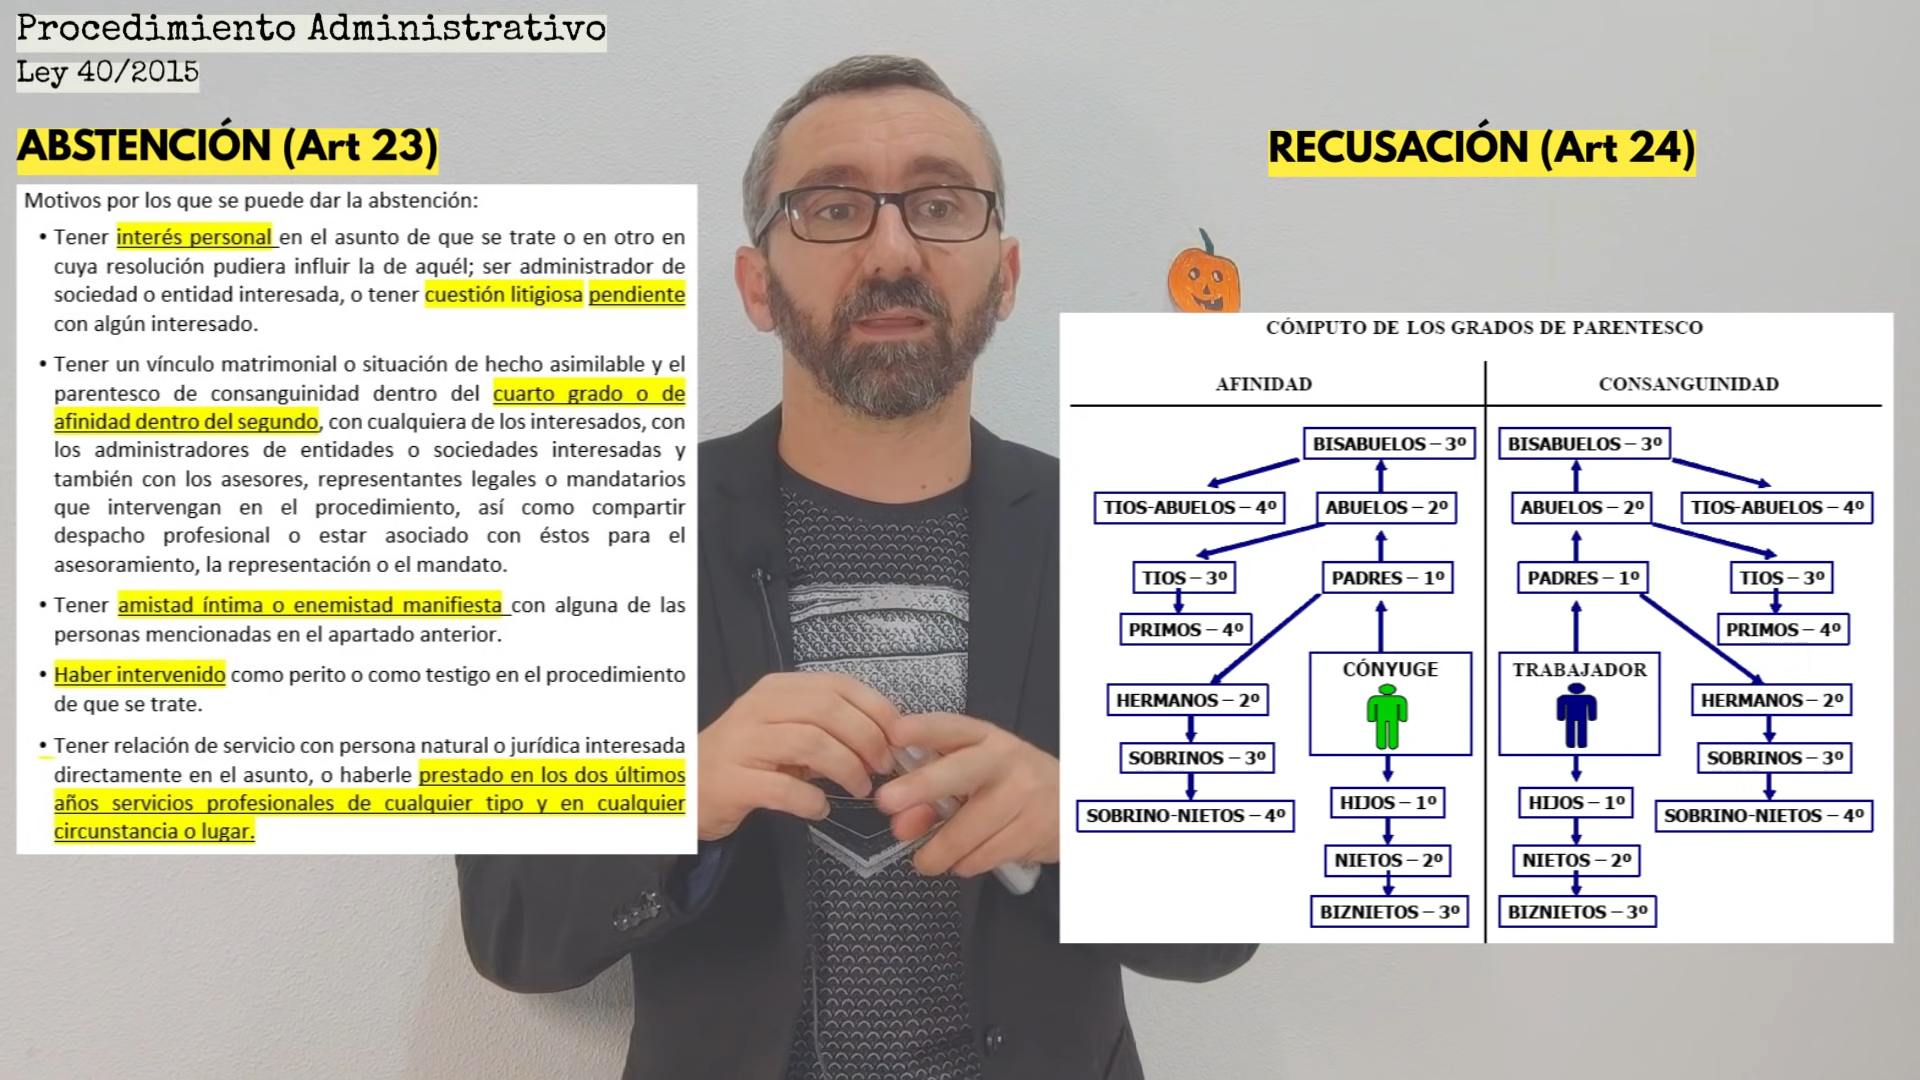 Procedimiento Administrativo
Ley 40/2015
ABSTENCIÓN (Art 23)
Motivos por los que se puede dar la abstención:
• Tener interés personal en el asunto de que se trate o en otro en
cuya resolución pudiera influir la de aquél; ser administrador de
sociedad o entidad interesada, o tener cuestión litigiosa pendiente
con algún interesado.
• Tener un vínculo matrimonial o situación de hecho asimilable y el
parentesco de consanguinidad dentro del cuarto grado o de
afinidad dentro del segundo, con cualquiera de los interesados, con
los administradores de entidades o sociedades interesadas y
también con los asesores, representantes legales o mandatarios
que intervengan en el procedimiento, así como compartir
despacho profesional o estar asociado con éstos para el
asesoramiento, la representación o el mandato.
• Tener amistad íntima o enemistad manifiesta con alguna de las
personas mencionadas en el apartado anterior.
• Haber intervenido como perito o como testigo en el procedimiento
de que se trate.
• Tener relación de servicio con persona natural o jurídica interesada
directamente en el asunto, o haberle prestado en los dos últimos
años servicios profesionales de cualquier tipo y en cualquier
circunstancia o lugar.
RECUSACIÓN (Art 24)
CÓMPUTO DE LOS GRADOS DE PARENTESCO
AFINIDAD
BISABUELOS – 3º
TIOS-ABUELOS – 4º
ABUELOS – 2º
TIOS – 3º
PADRES – 1º
PRIMOS – 4º
CÓNYUGE
HERMANOS – 2º
SOBRINOS – 3º
HIJOS – 1º
SOBRINO-NIETOS – 4º
NIETOS – 2º
BIZNIETOS – 3º
CONSANGUINIDAD
BISABUELOS – 3º
ABUELOS – 2º
TIOS-ABUELOS – 4º
PADRES – 1º
TIOS – 3º
PRIMOS – 4º
TRABAJADOR
HERMANOS – 2º
SOBRINOS – 3º
HIJOS – 1º
SOBRINO-NIETOS – 4º
NIETOS – 2º
BIZNIETOS – 3º